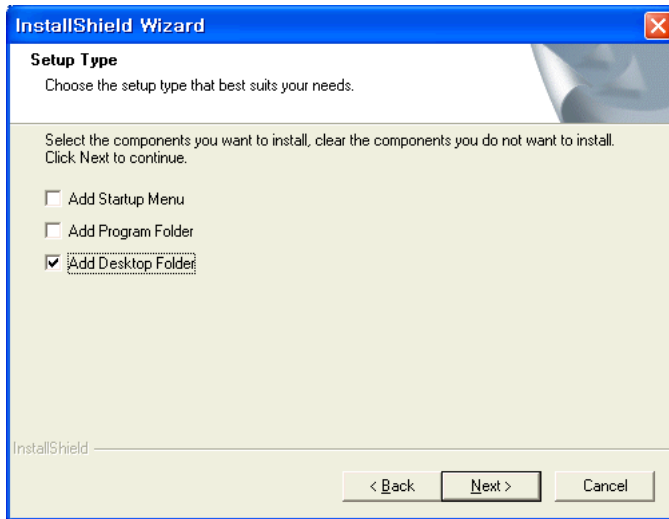 InstallShield Wizard
Setup Type
Choose the setup type that best suits your needs.
Select the components you want to install, clear the components you do not want to install.
Click Next to continue.
Add Startup Menu
Add Program Folder
Add Desktop Folder
InstallShield
< Back Next > Cancel